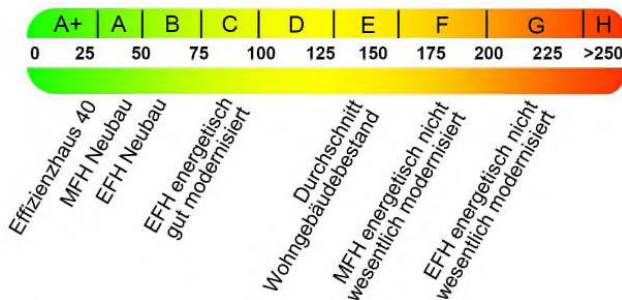 A+ A B C D E F G H
0 25 50 75 100 125 150 175 200 225 >250
Effizienzhaus 40
MFH Neubau
EFH Neubau
EFH energetisch
gut modernisiert
Durchschnitt
Wohngebäudebestand
MFH energetisch nicht
wesentlich modernisiert
EFH energetisch nicht
wesentlich modernisiert